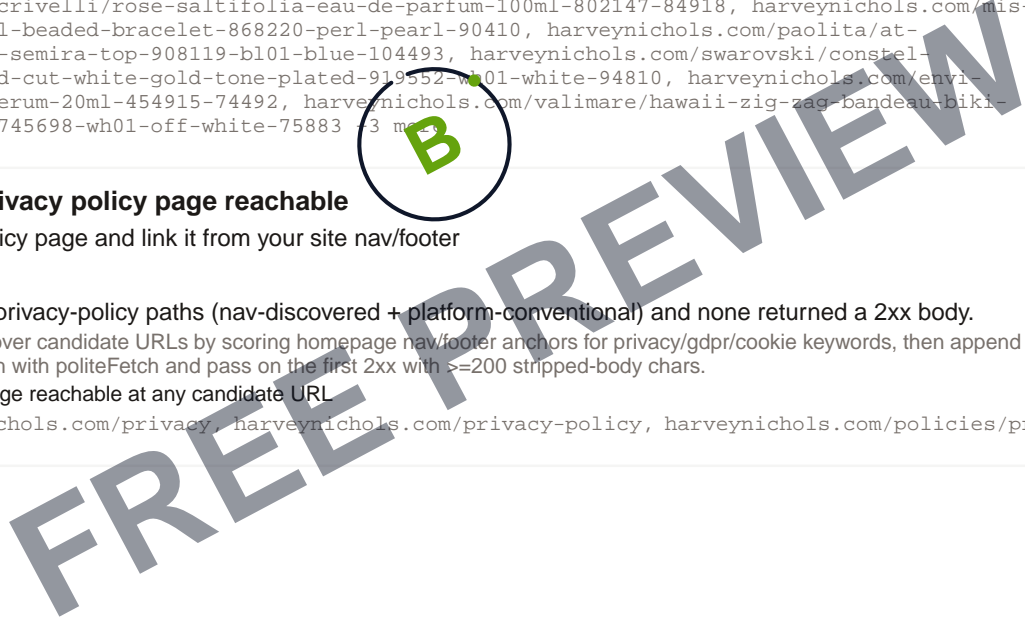 crivelli/rose-saltifolia-eau-de-parfum-100ml-802147-84918, harveynichols.com/mis-
l-beaded-bracelet-868220-perl-pearl-90410, harveynichols.com/paolita/at-
-semira-top-908119-bl01-blue-104493, harveynichols.com/swarovski/constel-
d-cut-white-gold-tone-plated-919552-wh01-white-94810, harveynichols.com/envi-
erum-20ml-454915-74492, harveynichols.com/valimare/hawaii-zig-zag-bandeau-biki-
745698-wh01-off-white-75883 +3 more
B
ivacy policy page reachable
icy page and link it from your site nav/footer
privacy-policy paths (nav-discovered + platform-conventional) and none returned a 2xx body.
over candidate URLs by scoring homepage nav/footer anchors for privacy/gdpr/cookie keywords, then append
n with politeFetch and pass on the first 2xx with >=200 stripped-body chars.
ge reachable at any candidate URL
chols.com/privacy, harveynichols.com/privacy-policy, harveynichols.com/policies/pr
FREE PREVIEW